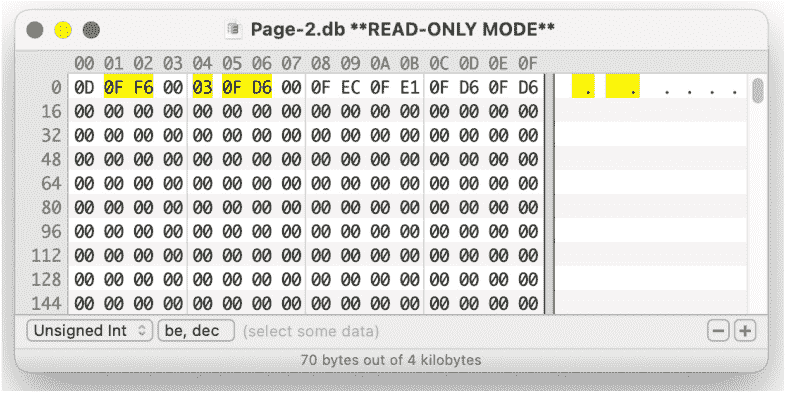 Page-2.db **READ-ONLY MODE**
00 01 02 03 04 05 06 07 08 09 0A 0B 0C 0D 0E 0F
0 0D 0F F6 00 03 0F D6 00 0F EC 0F E1 0F D6 0F D6 . . . . . .
16 00 00 00 00 00 00 00 00 00 00 00 00 00 00 00 00
32 00 00 00 00 00 00 00 00 00 00 00 00 00 00 00 00
48 00 00 00 00 00 00 00 00 00 00 00 00 00 00 00 00
64 00 00 00 00 00 00 00 00 00 00 00 00 00 00 00 00
80 00 00 00 00 00 00 00 00 00 00 00 00 00 00 00 00
96 00 00 00 00 00 00 00 00 00 00 00 00 00 00 00 00
112 00 00 00 00 00 00 00 00 00 00 00 00 00 00 00 00
128 00 00 00 00 00 00 00 00 00 00 00 00 00 00 00 00
144 00 00 00 00 00 00 00 00 00 00 00 00 00 00 00 00
Unsigned Int be, dec (select some data)
70 bytes out of 4 kilobytes